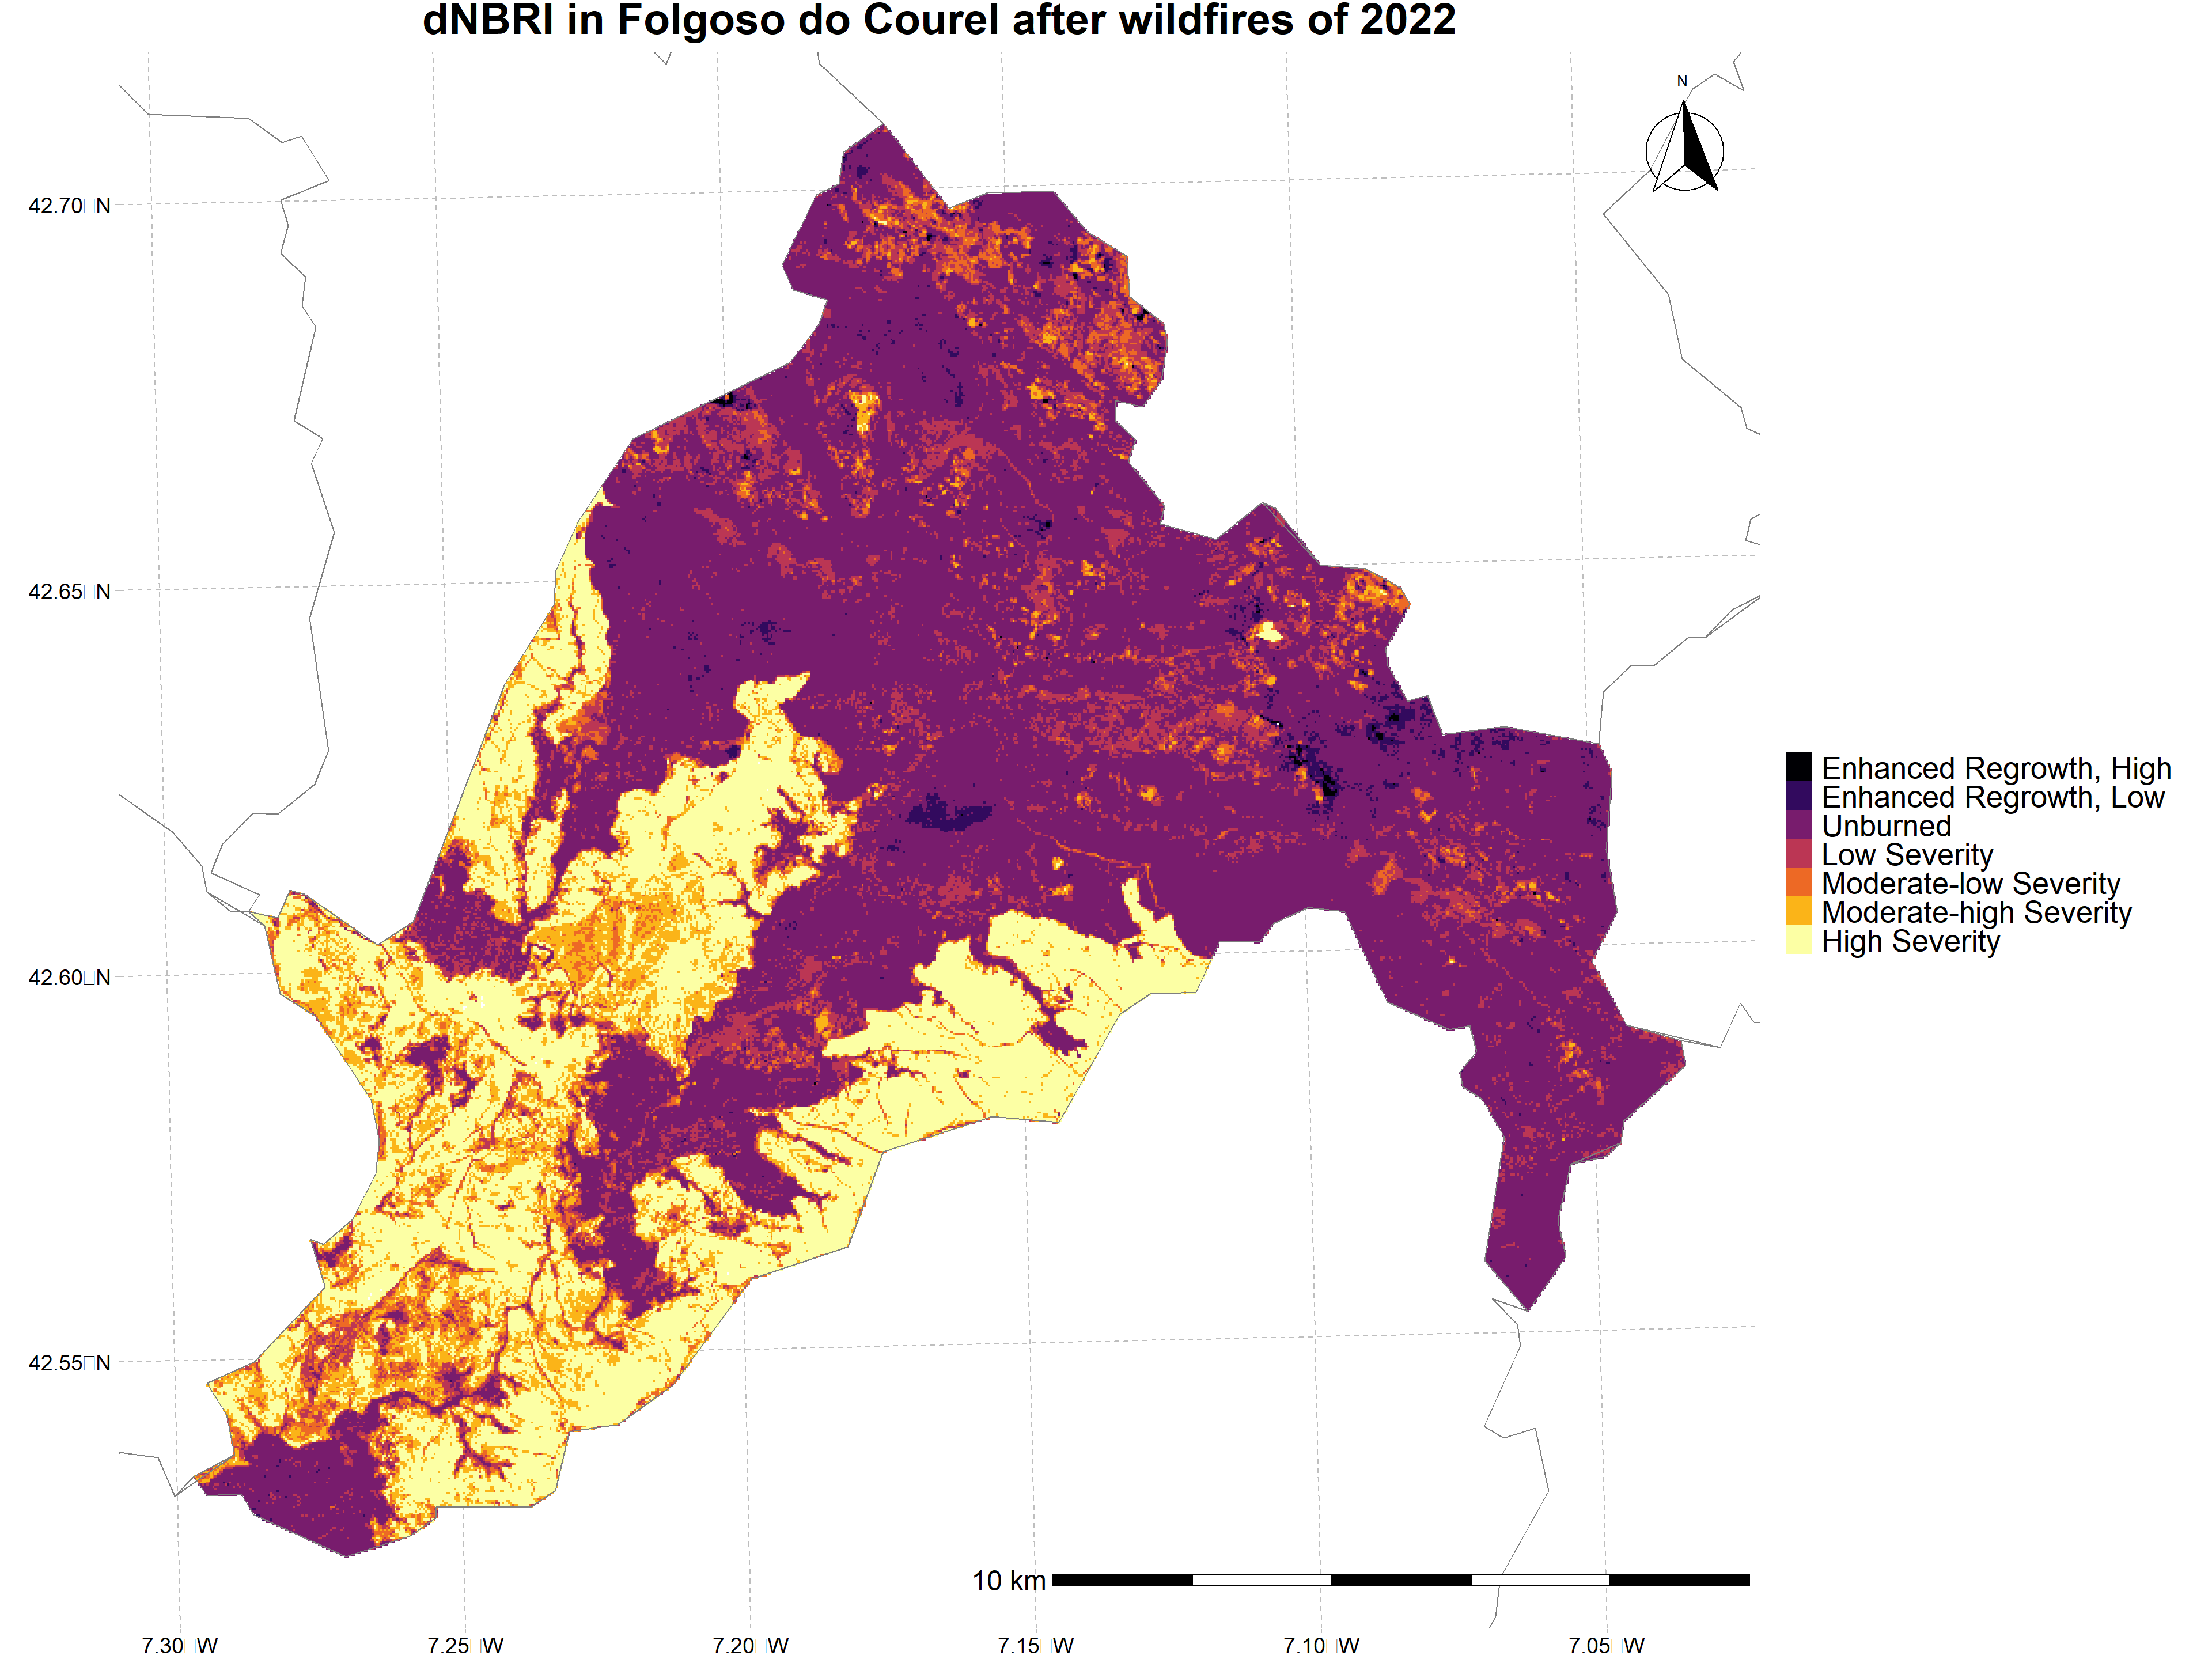 dNBRI in Folgoso do Courel after wildfires of 2022
N
42.70□N
42.65□N
42.60□N
42.55□N
Enhanced Regrowth, High
Enhanced Regrowth, Low
Unburned
Low Severity
Moderate-low Severity
Moderate-high Severity
High Severity
10 km
7.30□W
7.25□W
7.20□W
7.15□W
7.10□W
7.05□W